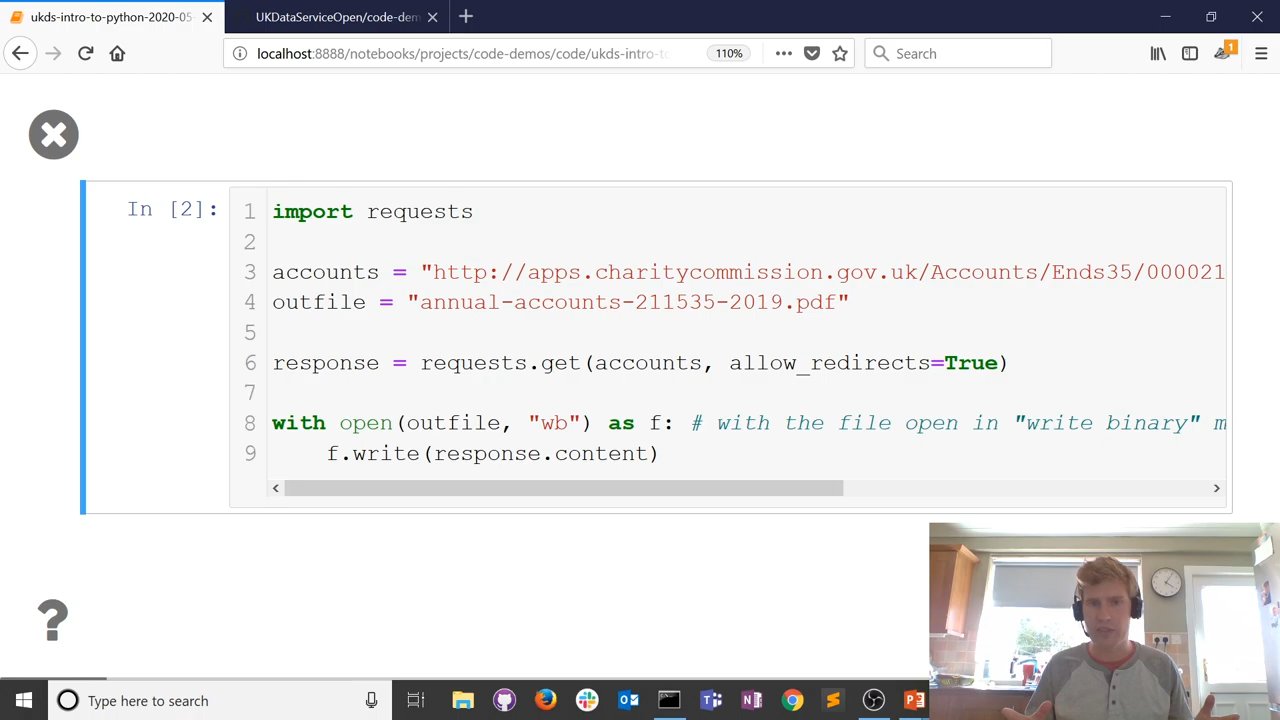 ukds-intro-to-python-2020-05-
UKDataServiceOpen/code-dem
localhost:8888/notebooks/projects/code-demos/code/ukds-intro-to
110%
Search
1
In [2]:
1 import requests
2
3 accounts = "http://apps.charitycommission.gov.uk/Accounts/Ends35/000021
4 outfile = "annual-accounts-211535-2019.pdf"
5
6 response = requests.get(accounts, allow_redirects=True)
7
8 with open(outfile, "wb") as f: # with the file open in "write binary" m
9 f.write(response.content)
?
Type here to search